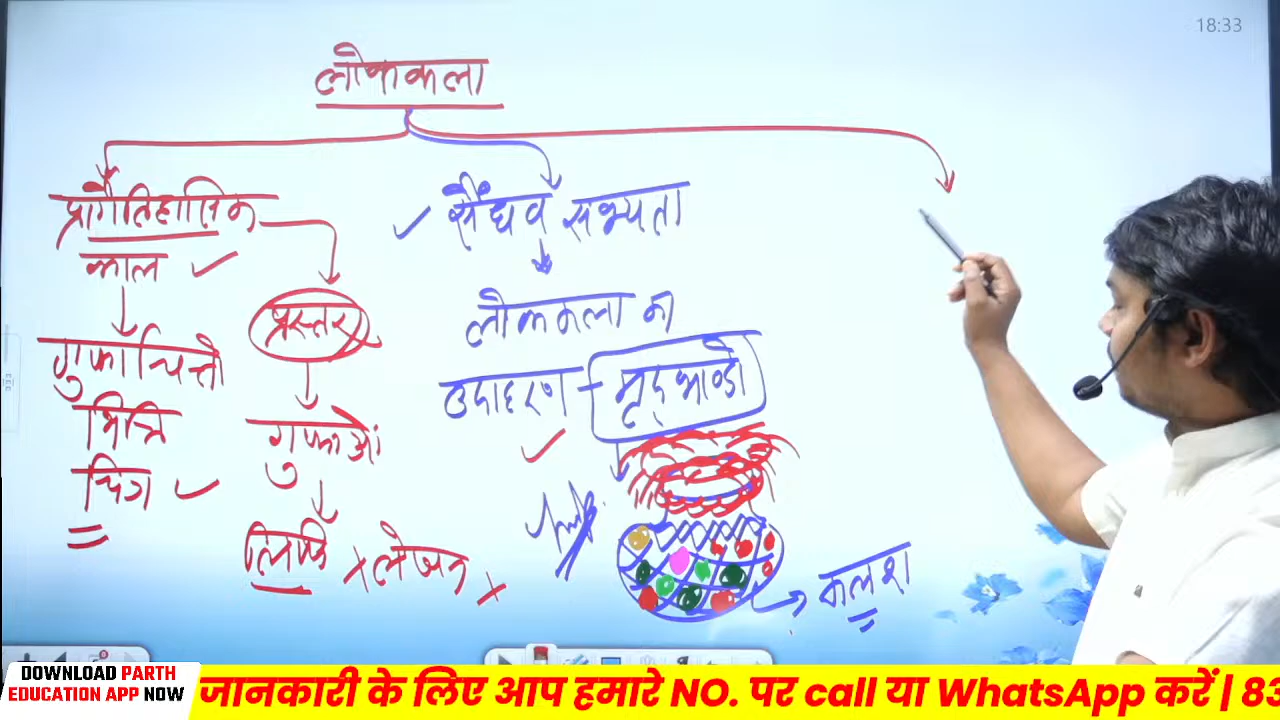 18:33
लोककला
प्रागैतिहासिक
काल
गुफाचित्रो
भित्ति
चित्र
प्रस्तर
गुफाओं
लिपि x लेखन x
सैंधव सभ्यता
लोककला का
उदाहरण - मृदभाण्डो
कलश
DOWNLOAD PARTH
EDUCATION APP NOW
जानकारी के लिए आप हमारे NO. पर call या WhatsApp करें | 83